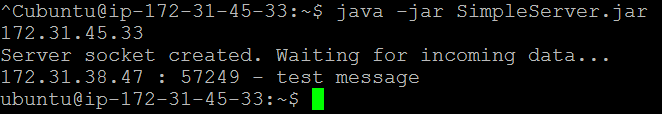 ^Cubuntu@ip-172-31-45-33:~$ java -jar SimpleServer.jar
172.31.45.33
Server socket created. Waiting for incoming data...
172.31.38.47 : 57249 - test message
ubuntu@ip-172-31-45-33:~$